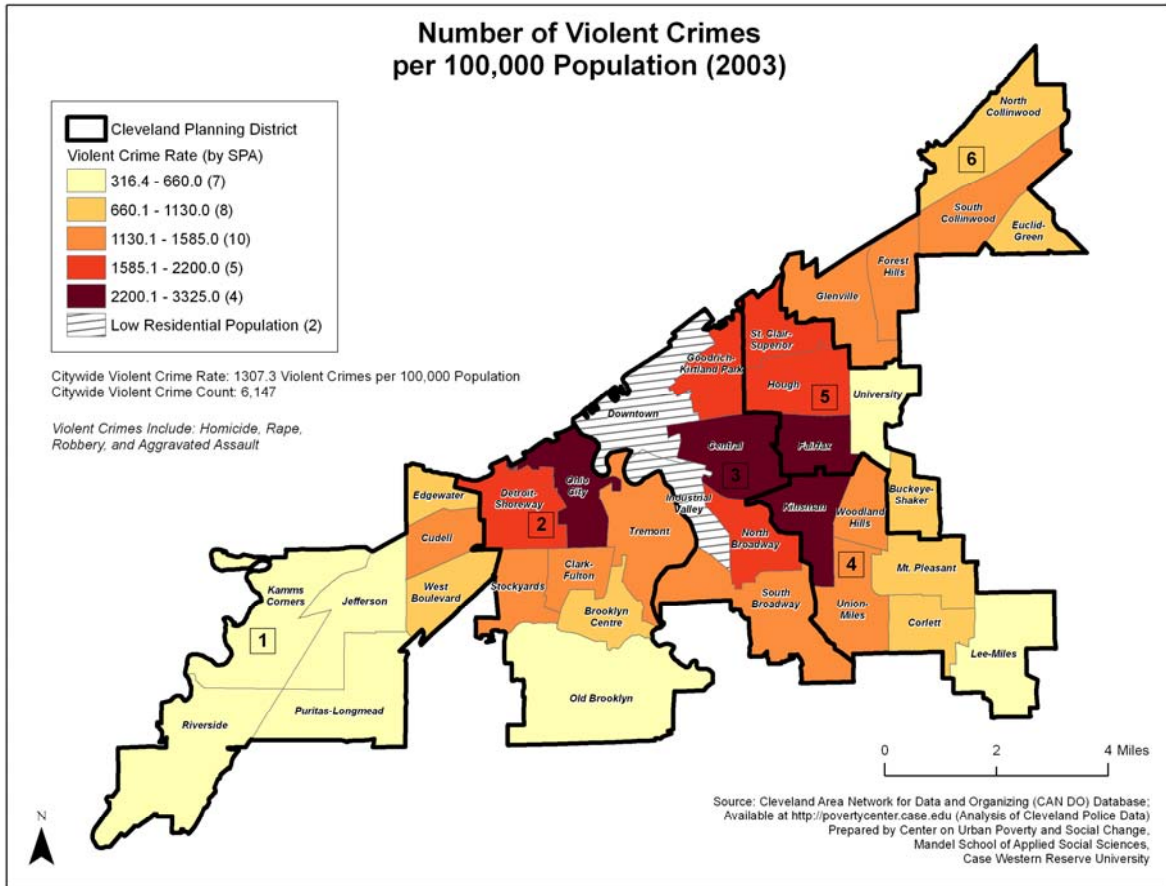 Number of Violent Crimes
per 100,000 Population (2003)
Cleveland Planning District
Violent Crime Rate (by SPA)
316.4 - 660.0 (7)
660.1 - 1130.0 (8)
1130.1 - 1585.0 (10)
1585.1 - 2200.0 (5)
2200.1 - 3325.0 (4)
Low Residential Population (2)
Citywide Violent Crime Rate: 1307.3 Violent Crimes per 100,000 Population
Citywide Violent Crime Count: 6,147
Violent Crimes Include: Homicide, Rape,
Robbery, and Aggravated Assault
North
Collinwood
6
South
Collinwood
Euclid-
Green
Forest
Hills
Glenville
St. Clair-
Superior
Goodrich-
Kirtland Park
Hough
5
University
Downtown
Central
3
Fairfax
Ohio
City
Detroit-
Shoreway
2
Edgewater
Cudell
West
Boulevard
Industrial
Valley
Kinsman
Woodland
Hills
Buckeye-
Shaker
Tremont
North
Broadway
4
Mt. Pleasant
Clark-
Fulton
Stockyards
Brooklyn
Centre
South
Broadway
Union-
Miles
Corlett
Lee-Miles
Kamms
Corners
Jefferson
1
Riverside
Puritas-Longmead
Old Brooklyn
0 2 4 Miles
N
Source: Cleveland Area Network for Data and Organizing (CAN DO) Database;
Available at http://povertycenter.case.edu (Analysis of Cleveland Police Data)
Prepared by Center on Urban Poverty and Social Change,
Mandel School of Applied Social Sciences,
Case Western Reserve University